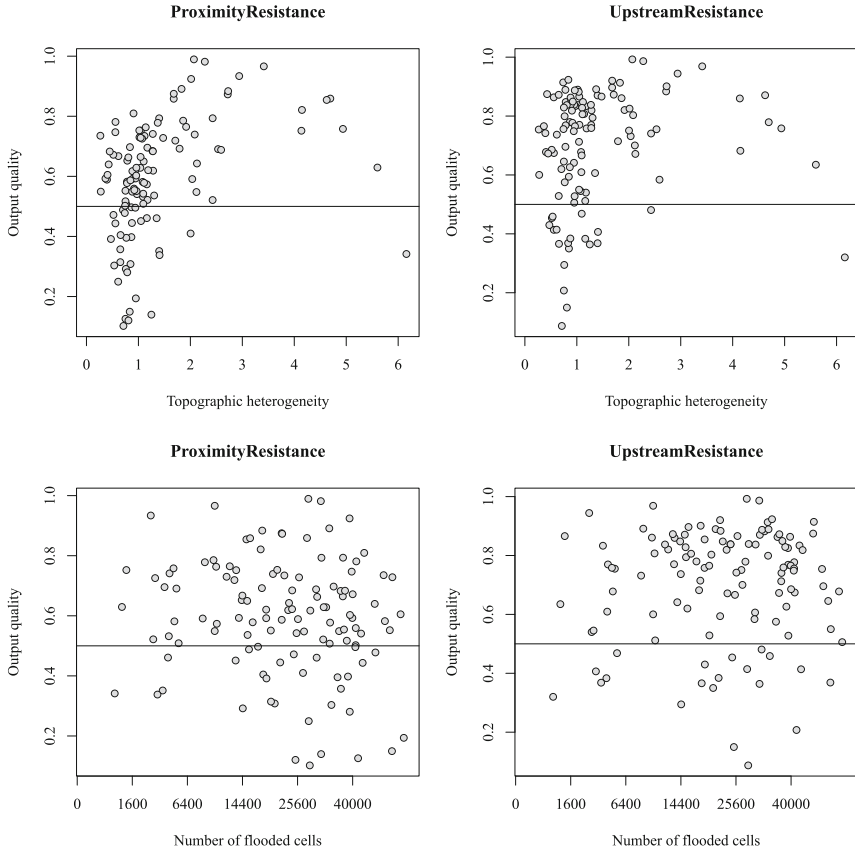 ProximityResistance
UpstreamResistance
Output quality
0.2 0.4 0.6 0.8 1.0
0 1 2 3 4 5 6
Topographic heterogeneity
Output quality
0.2 0.4 0.6 0.8 1.0
0 1 2 3 4 5 6
Topographic heterogeneity
ProximityResistance
UpstreamResistance
Output quality
0.2 0.4 0.6 0.8 1.0
0 1600 6400 14400 25600 40000
Number of flooded cells
Output quality
0.2 0.4 0.6 0.8 1.0
0 1600 6400 14400 25600 40000
Number of flooded cells